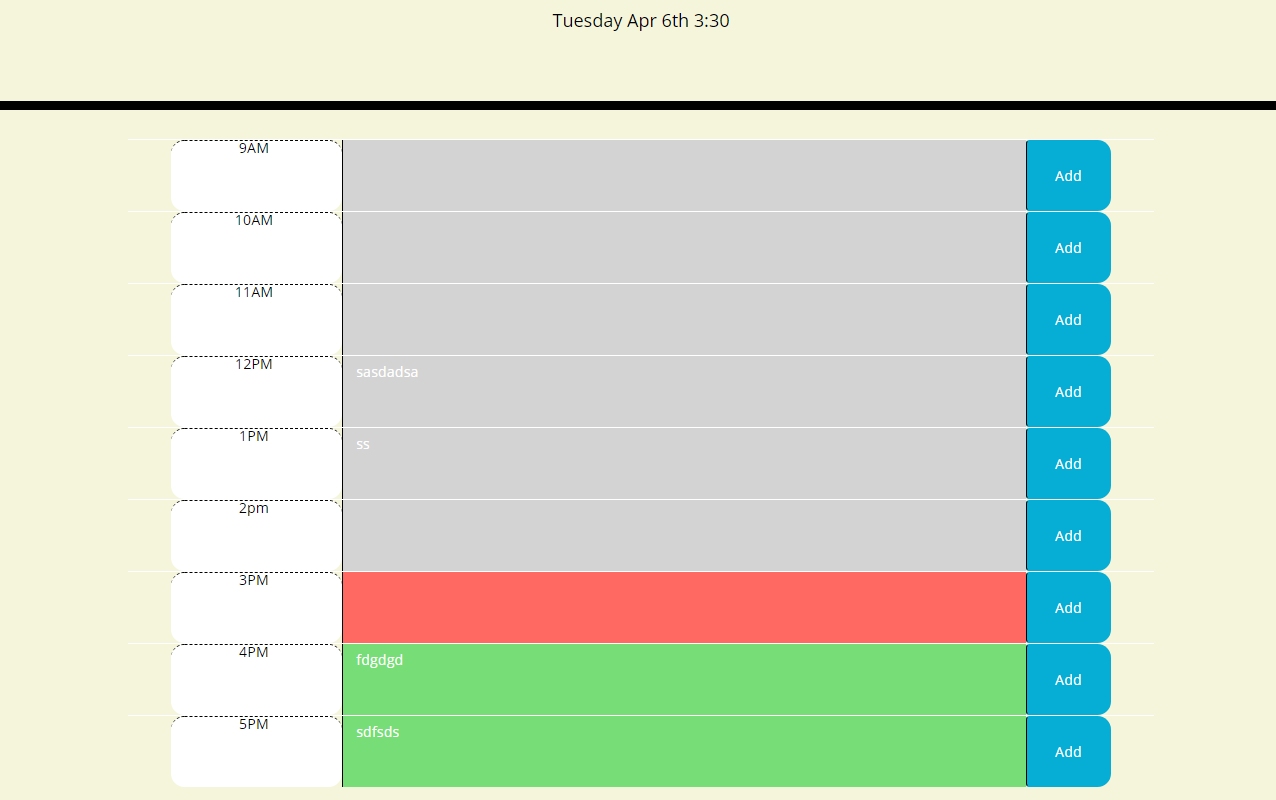 Tuesday Apr 6th 3:30
9AM Add
10AM Add
11AM Add
12PM sasdadsa Add
1PM ss Add
2pm Add
3PM Add
4PM fdgdgd Add
5PM sdfsds Add